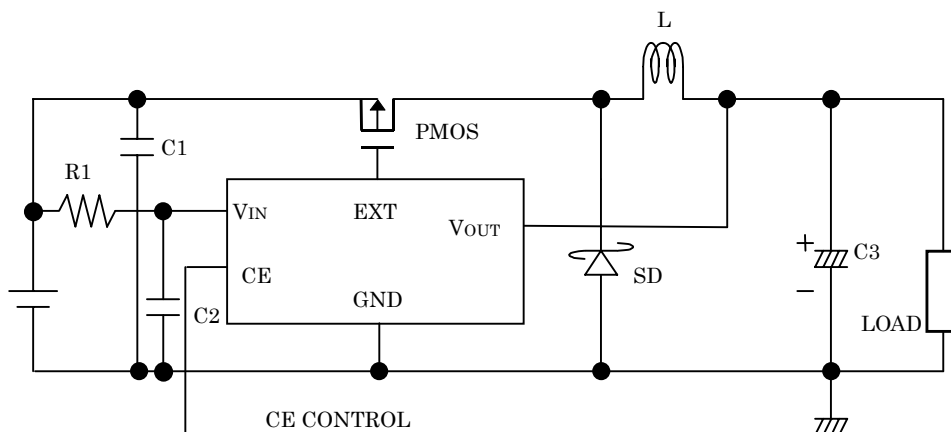 L
PMOS
C1
R1
VIN
EXT
VOUT
CE
SD
C3
+
−
GND
C2
LOAD
CE CONTROL